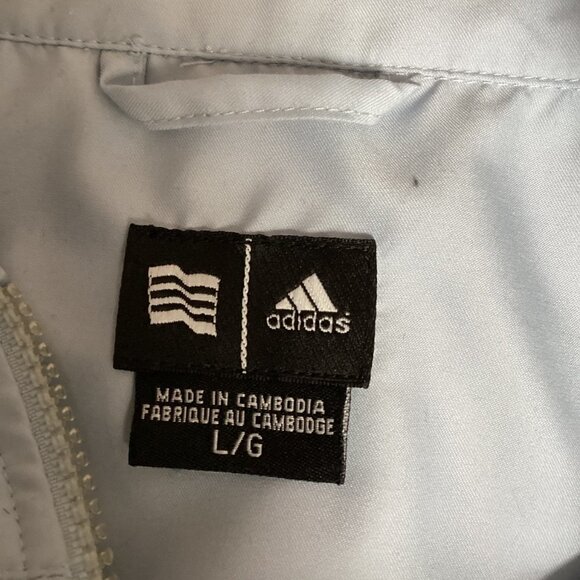 adidas
MADE IN CAMBODIA
FABRIQUE AU CAMBODGE
L/G